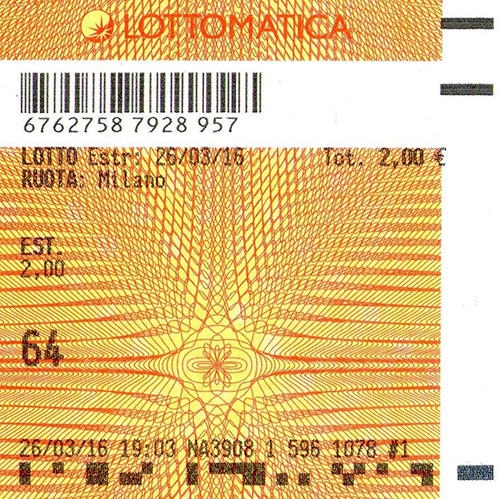 LOTTOMATICA
6762758 7928 957
LOTTO Estr: 26/03/16 Tot. 2,00 €
RUOTA: Milano
EST.
2,00
64
26/03/16 19:03 NA3908 1 596 1078 #1